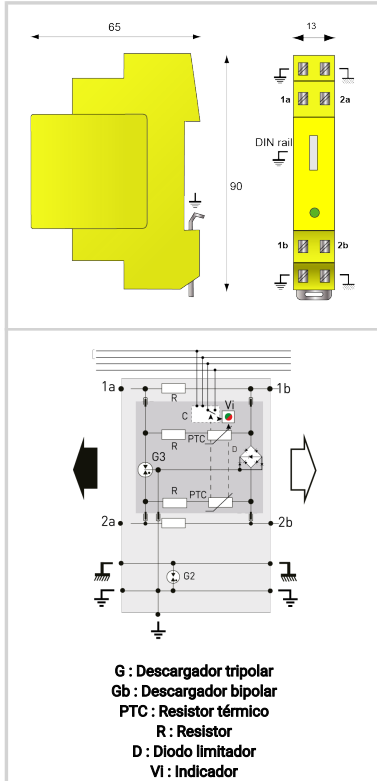 65
13
1a
2a
DIN rail
90
1b
2b
1a
1b
R
C
Vi
R
PTC
D
G3
R
PTC
2a
2b
G2
G : Descargador tripolar
Gb : Descargador bipolar
PTC : Resistor térmico
R : Resistor
D : Diodo limitador
Vi : Indicador